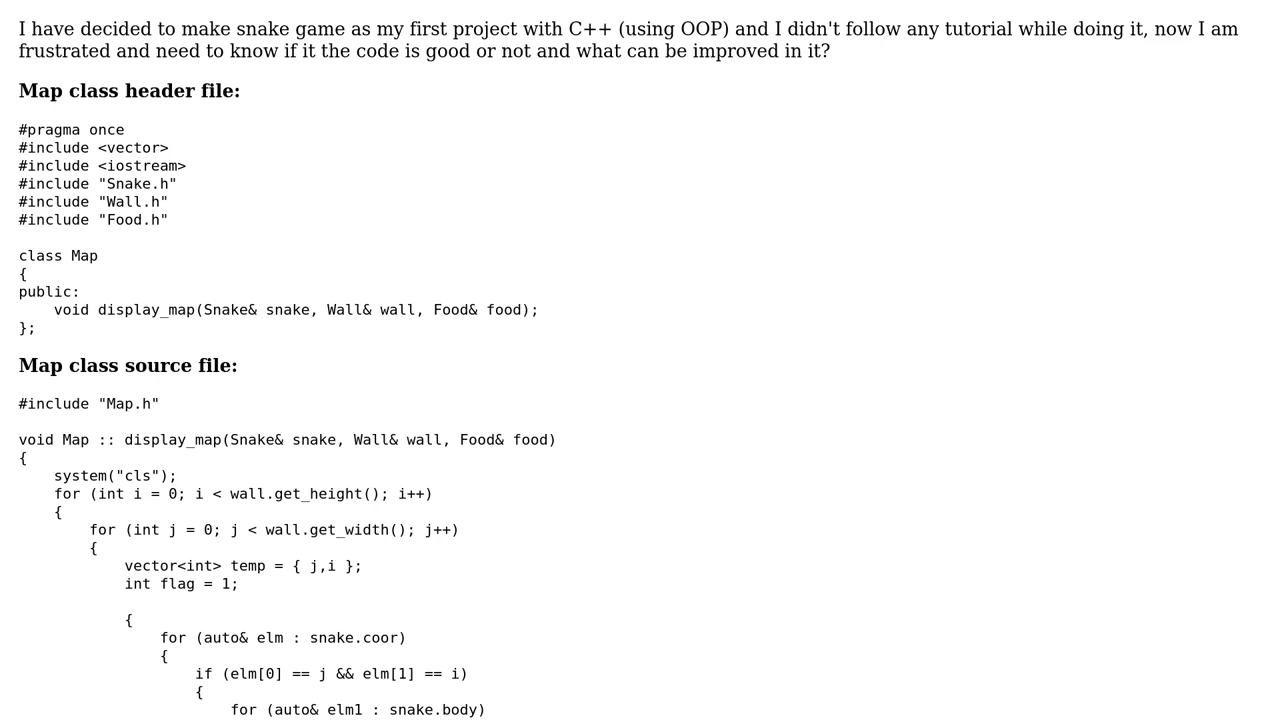 I have decided to make snake game as my first project with C++ (using OOP) and I didn't follow any tutorial while doing it, now I am
frustrated and need to know if it the code is good or not and what can be improved in it?
Map class header file:
#pragma once
#include <vector>
#include <iostream>
#include "Snake.h"
#include "Wall.h"
#include "Food.h"
class Map
{
public:
    void display_map(Snake& snake, Wall& wall, Food& food);
};
Map class source file:
#include "Map.h"
void Map :: display_map(Snake& snake, Wall& wall, Food& food)
{
    system("cls");
    for (int i = 0; i < wall.get_height(); i++)
    {
        for (int j = 0; j < wall.get_width(); j++)
        {
            vector<int> temp = { j,i };
            int flag = 1;
            {
                for (auto& elm : snake.coor)
                {
                    if (elm[0] == j && elm[1] == i)
                    {
                        for (auto& elm1 : snake.body)